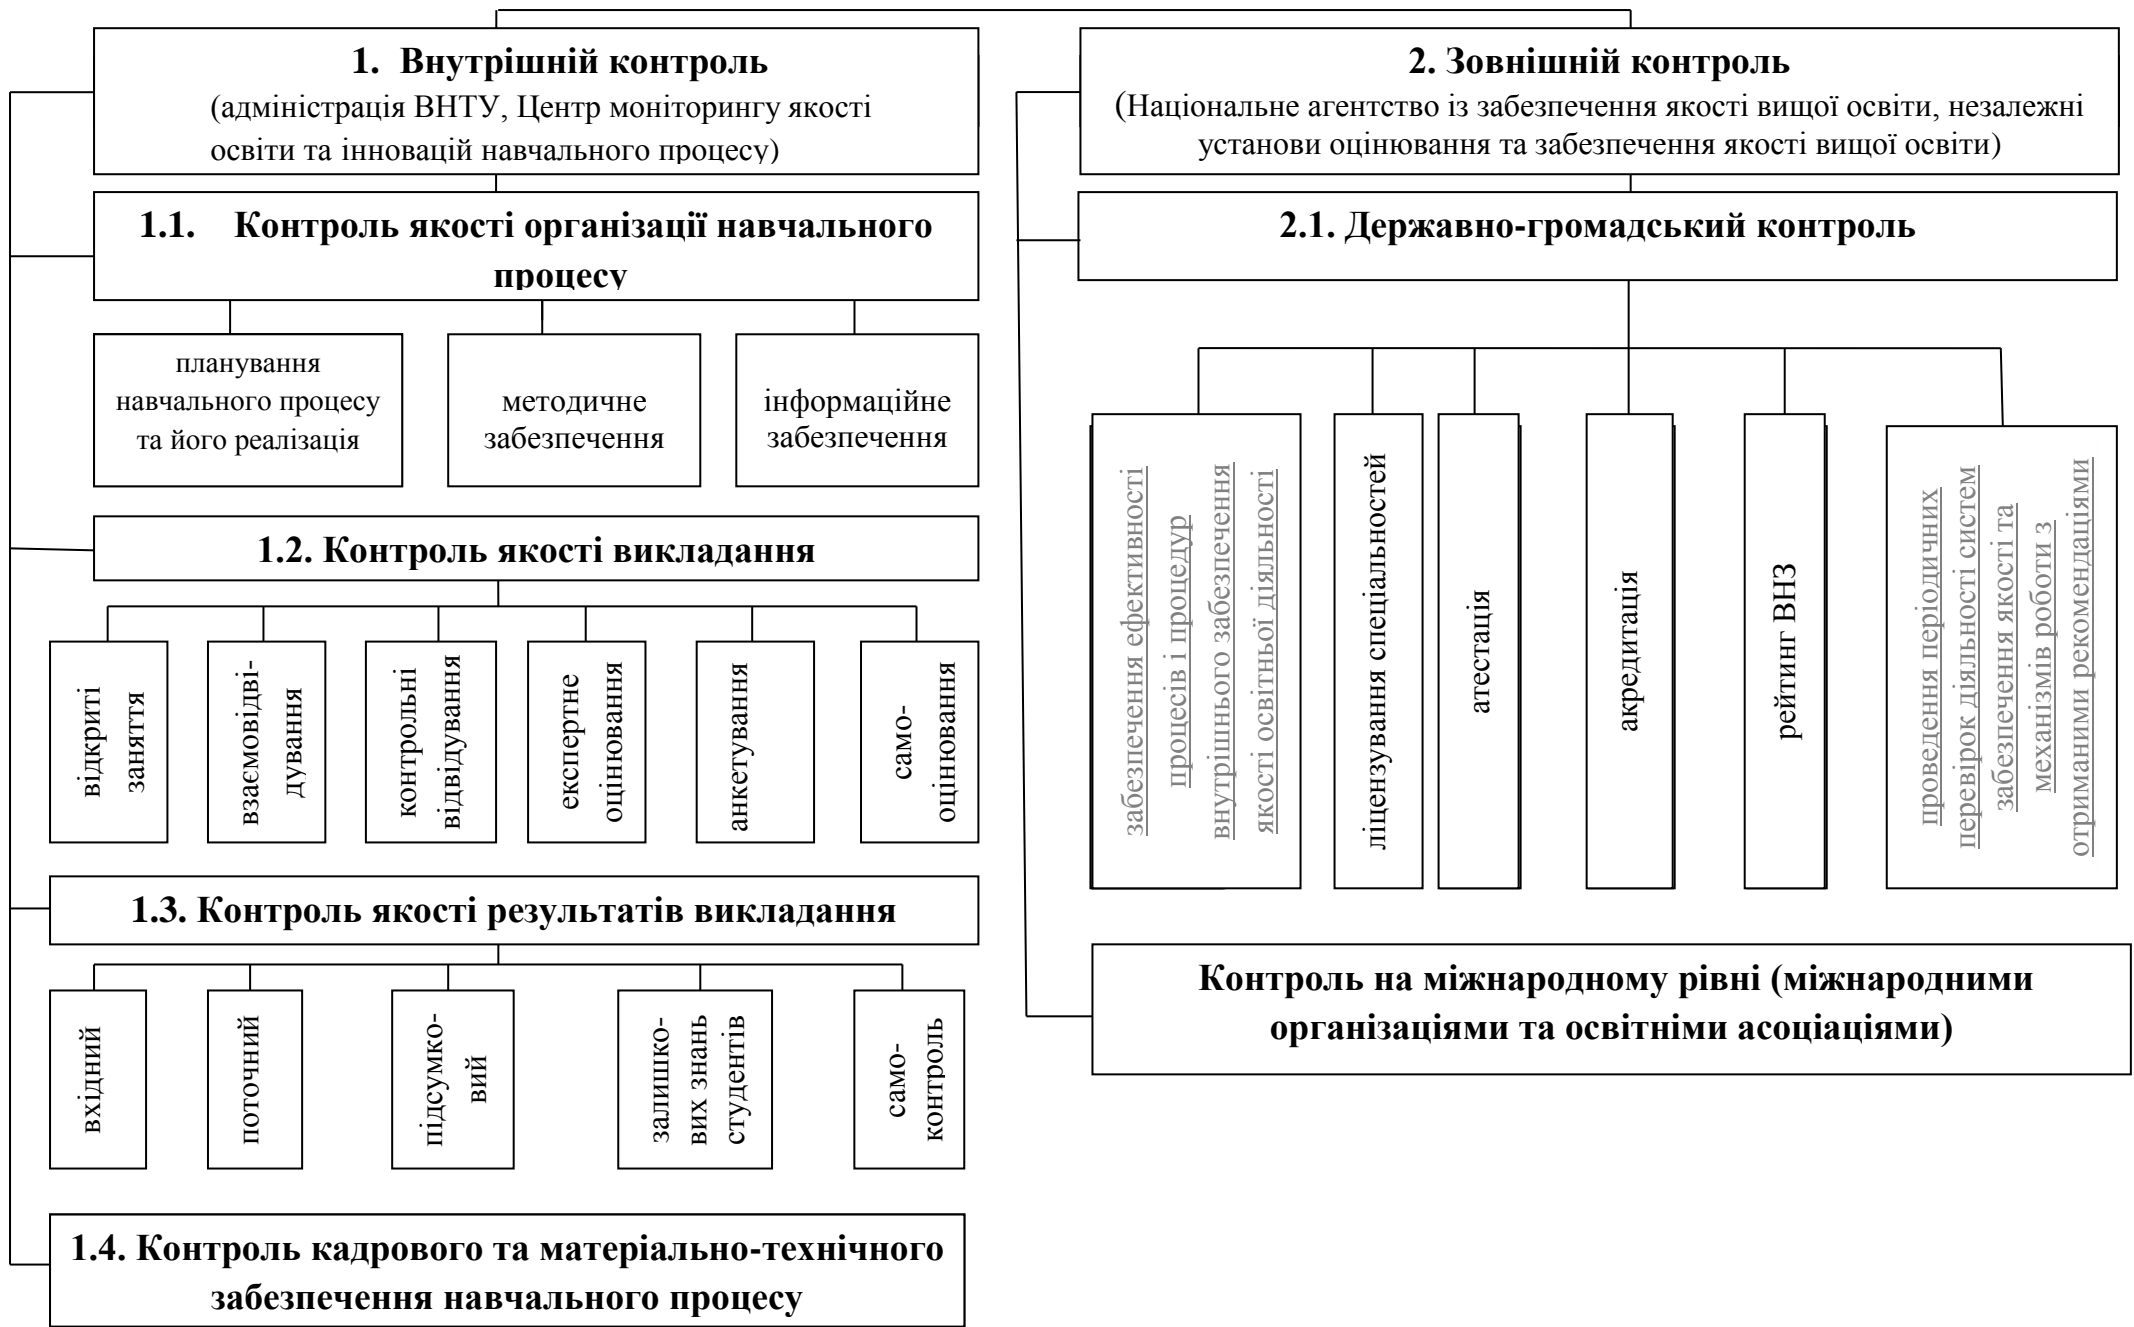 1. Внутрішній контроль
(адміністрація ВНТУ, Центр моніторингу якості
освіти та інновацій навчального процесу)
1.1. Контроль якості організації навчального
процесу
планування
навчального процесу
та його реалізація
методичне
забезпечення
інформаційне
забезпечення
1.2. Контроль якості викладання
відкриті
заняття
взаємовідві-
дування
контрольні
відвідування
експертне
оцінювання
анкетування
само-
оцінювання
1.3. Контроль якості результатів викладання
вхідний
поточний
підсумко-
вий
залишко-
вих знань
студентів
само-
контроль
1.4. Контроль кадрового та матеріально-технічного
забезпечення навчального процесу
2. Зовнішній контроль
(Національне агентство із забезпечення якості вищої освіти, незалежні
установи оцінювання та забезпечення якості вищої освіти)
2.1. Державно-громадський контроль
забезпечення ефективності
процесів і процедур
внутрішнього забезпечення
якості освітньої діяльності
ліцензування спеціальностей
атестація
акредитація
рейтинг ВНЗ
проведення періодичних
перевірок діяльності систем
забезпечення якості та
механізмів роботи з
отриманими рекомендаціями
Контроль на міжнародному рівні (міжнародними
організаціями та освітніми асоціаціями)